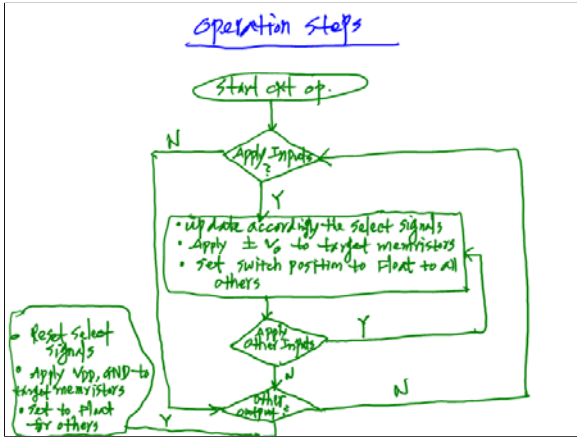 Operation Steps
Start ckt op.
N
Apply Inputs
?
Y
• Update accordigly the select signals
• Apply ± Vo to target memristors
• Set switch position to Float to all
others
Apply
Other Inputs
Y
N
Other
output?
N
Y
• Reset Select
Signals
• Apply VDD, GND to
target memristors
• Set to Float
for others